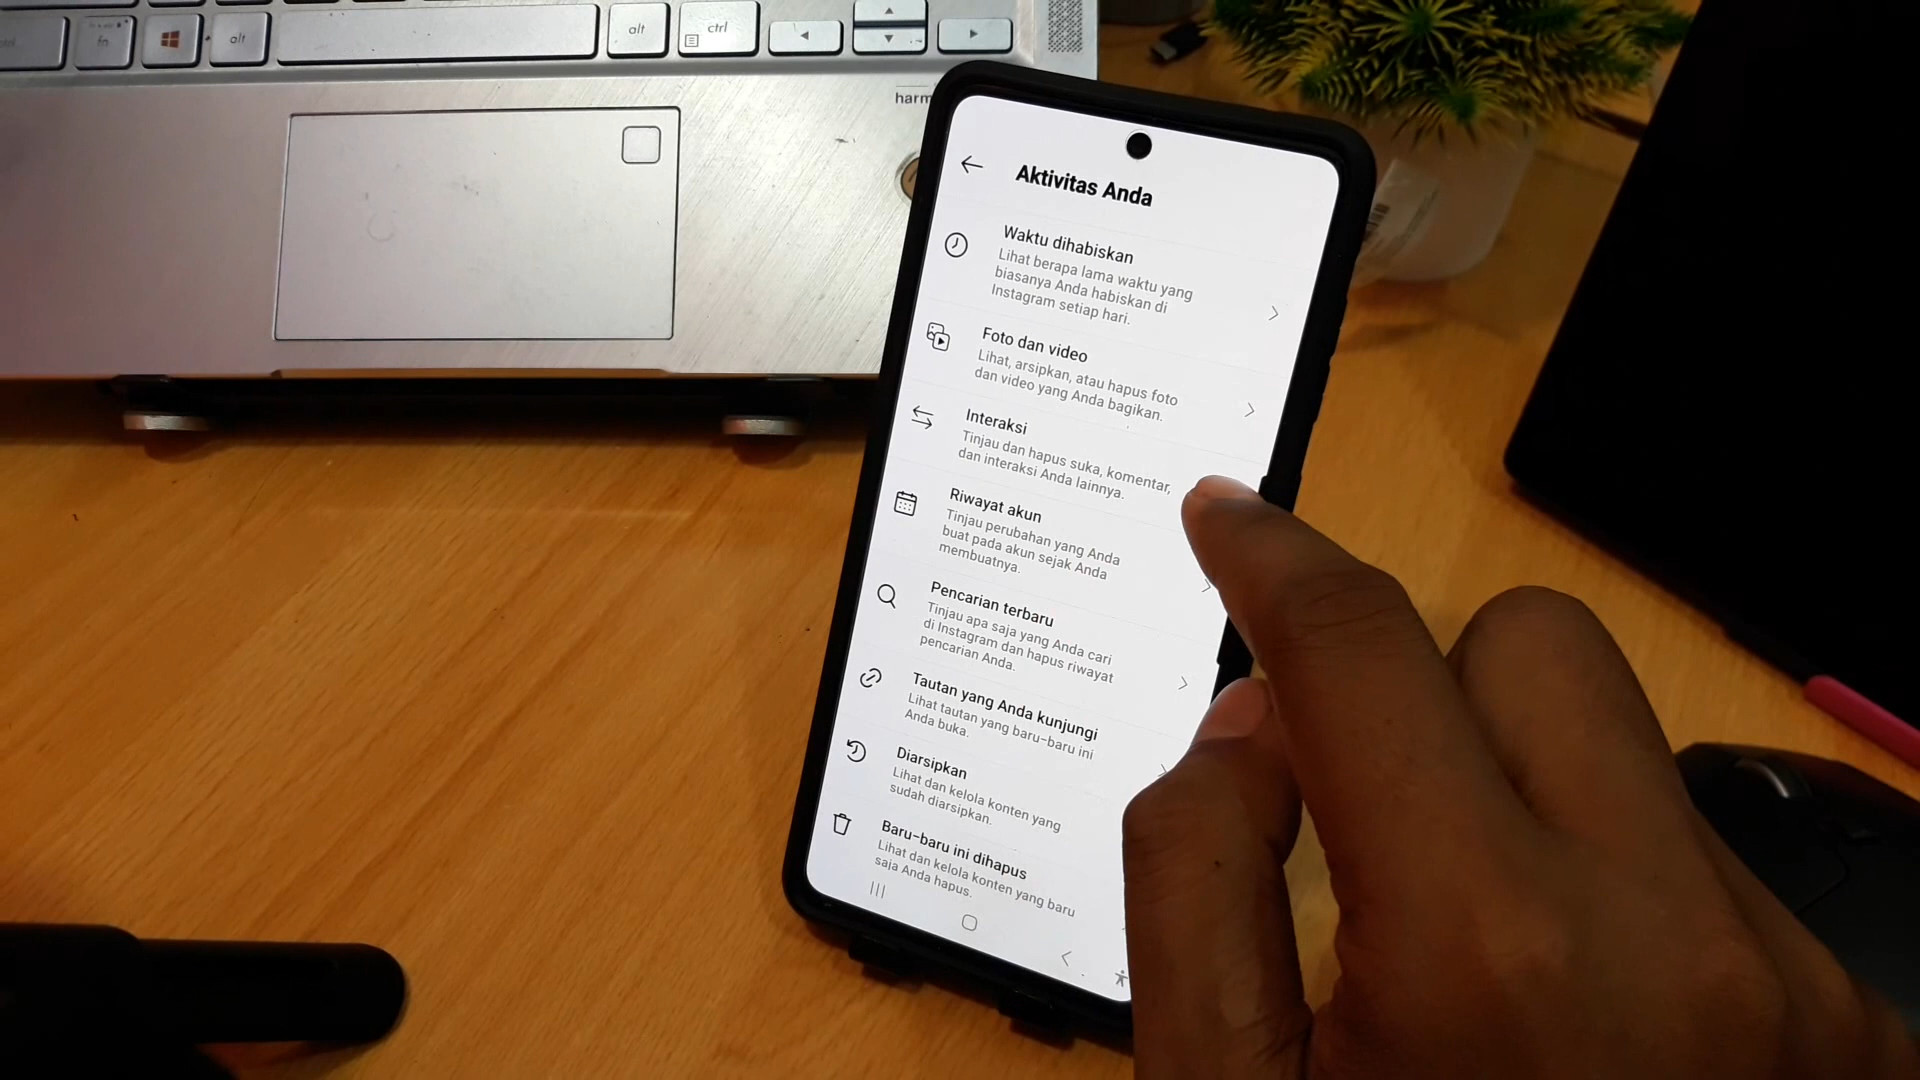 fn
alt
alt
ctrl
harm
Aktivitas Anda
Waktu dihabiskan
Lihat berapa lama waktu yang
biasanya Anda habiskan di
Instagram setiap hari.
Foto dan video
Lihat, arsipkan, atau hapus foto
dan video yang Anda bagikan.
Interaksi
Tinjau dan hapus suka, komentar,
dan interaksi Anda lainnya.
Riwayat akun
Tinjau perubahan yang Anda
buat pada akun sejak Anda
membuatnya.
Pencarian terbaru
Tinjau apa saja yang Anda cari
di Instagram dan hapus riwayat
pencarian Anda.
Tautan yang Anda kunjungi
Lihat tautan yang baru-baru ini
Anda buka.
Diarsipkan
Lihat dan kelola konten yang
sudah diarsipkan.
Baru-baru ini dihapus
Lihat dan kelola konten yang baru
saja Anda hapus.